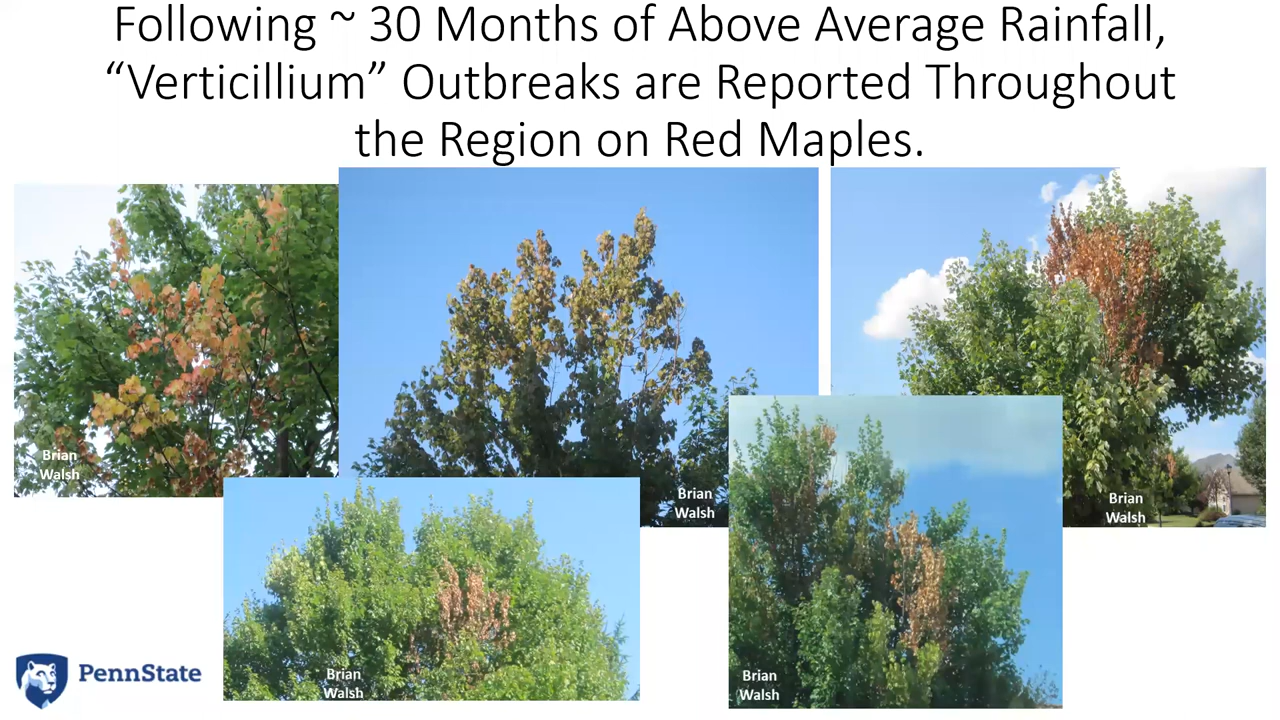 Following ~ 30 Months of Above Average Rainfall,
“Verticillium” Outbreaks are Reported Throughout
the Region on Red Maples.
Brian
Walsh
Brian
Walsh
Brian
Walsh
Brian
Walsh
Brian
Walsh
PennState